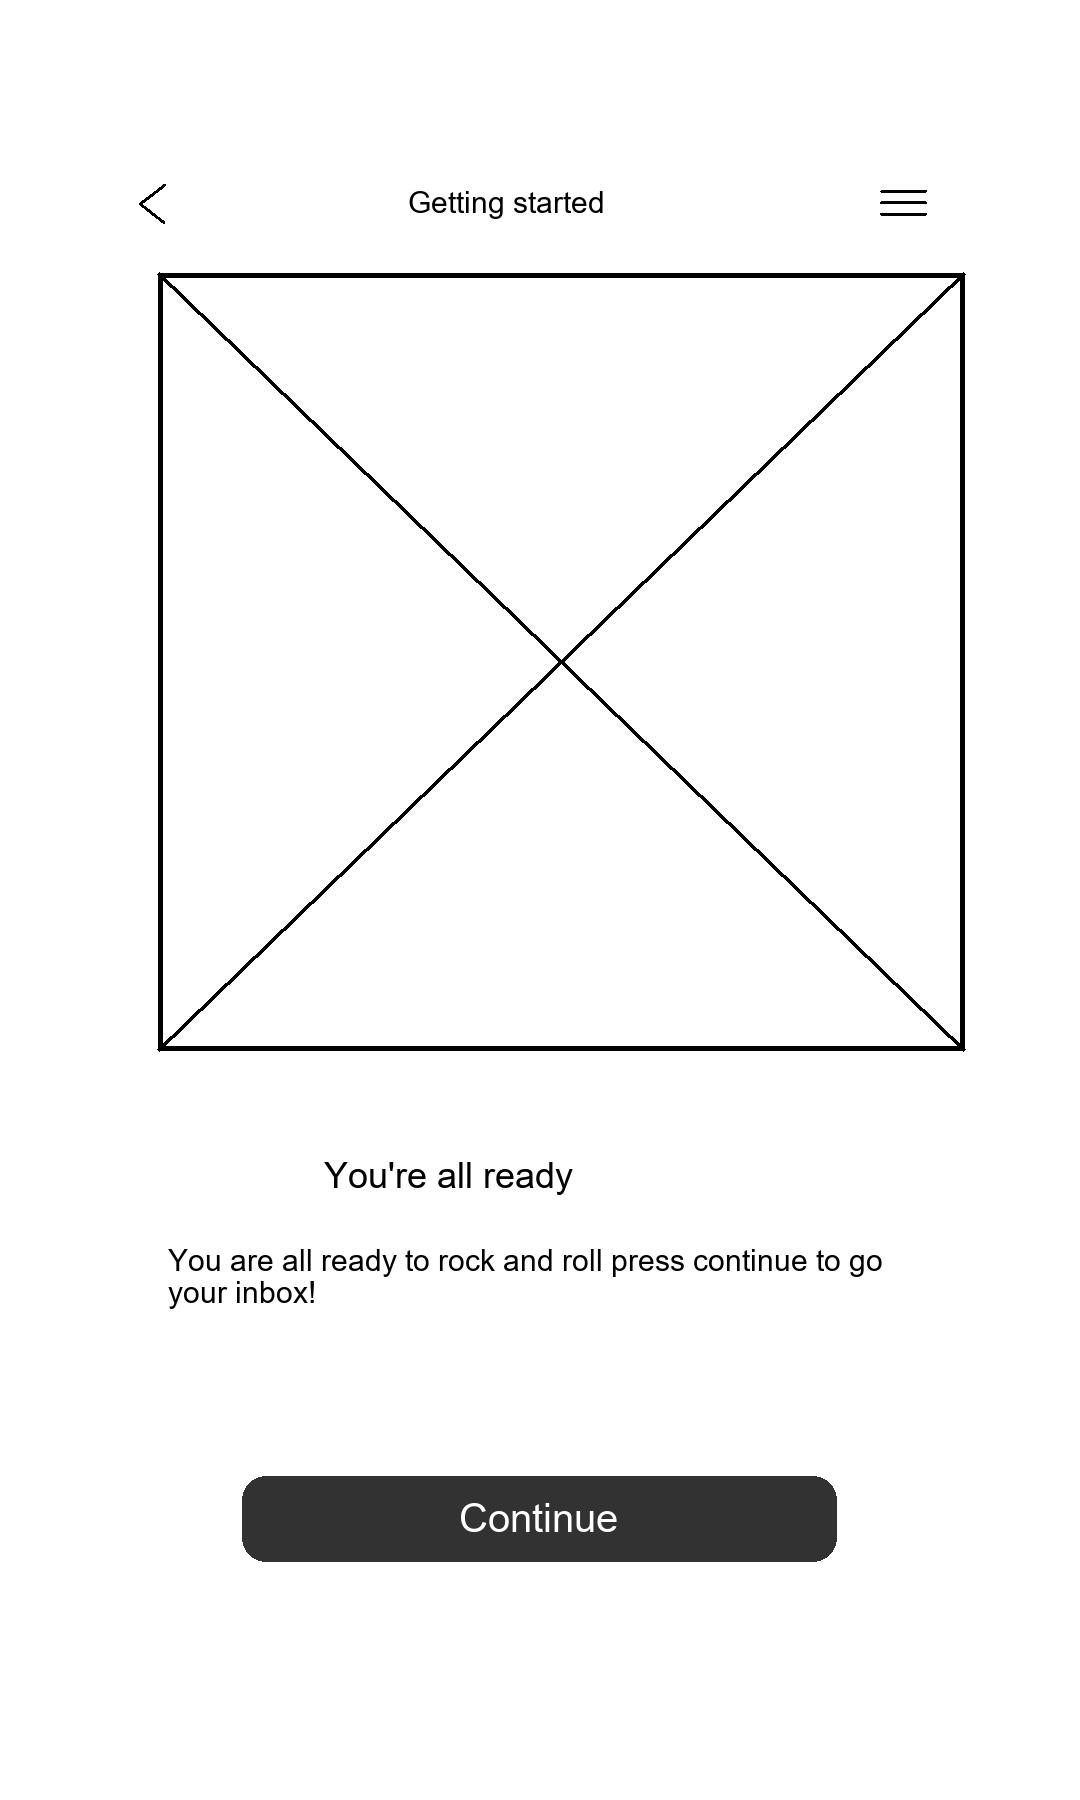 Getting started
You're all ready
You are all ready to rock and roll press continue to go
your inbox!
Continue